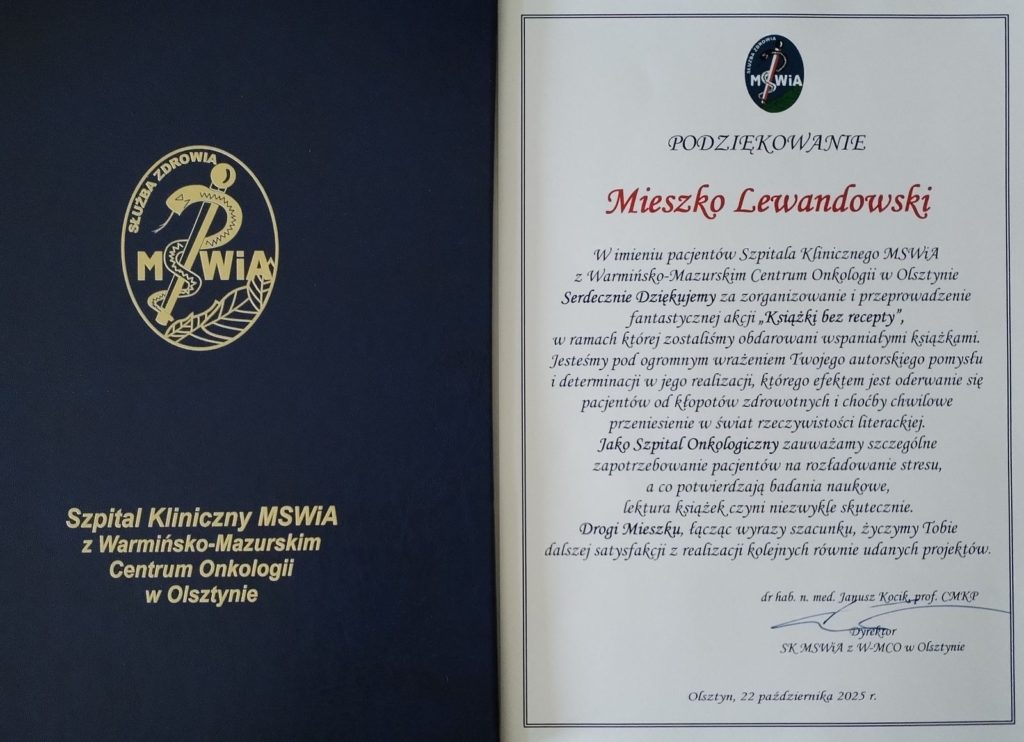 SŁUŻBA ZDROWIA
MSWiA
Szpital Kliniczny MSWiA
z Warmińsko-Mazurskim
Centrum Onkologii
w Olsztynie
SŁUŻBA ZDROWIA
MSWiA
PODZIĘKOWANIE
Mieszko Lewandowski
W imieniu pacjentów Szpitala Klinicznego MSWiA
z Warmińsko-Mazurskim Centrum Onkologii w Olsztynie
Serdecznie Dziękujemy za zorganizowanie i przeprowadzenie
fantastycznej akcji „Książki bez recepty”,
w ramach której zostaliśmy obdarowani wspaniałymi książkami.
Jesteśmy pod ogromnym wrażeniem Twojego autorskiego pomysłu
i determinacji w jego realizacji, którego efektem jest oderwanie się
pacjentów od kłopotów zdrowotnych i choćby chwilowe
przeniesienie w świat rzeczywistości literackiej.
Jako Szpital Onkologiczny zauważamy szczególne
zapotrzebowanie pacjentów na rozładowanie stresu,
a co potwierdzają badania naukowe,
lektura książek czyni niezwykle skutecznie.
Drogi Mieszku, łącząc wyrazy szacunku, życzymy Tobie
dalszej satysfakcji z realizacji kolejnych równie udanych projektów.
dr hab. n. med. Janusz Kocik, prof. CMKP
Dyrektor
SK MSWiA z W-MCO w Olsztynie
Olsztyn, 22 października 2025 r.